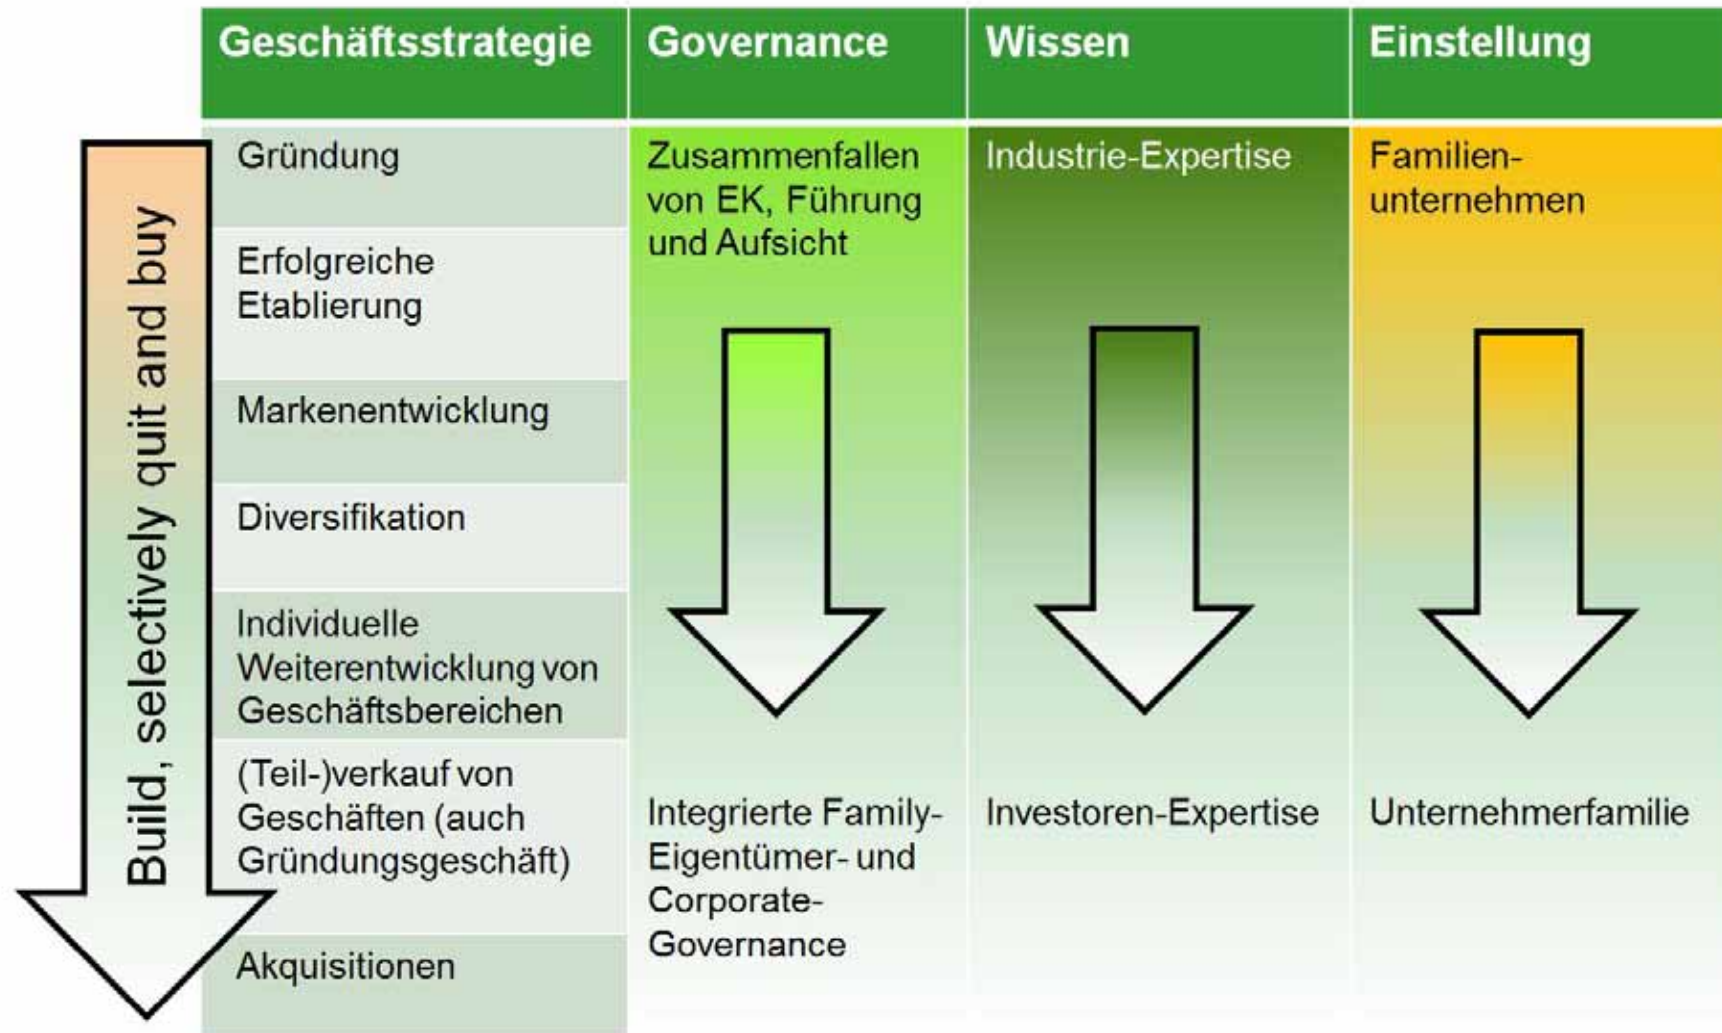 Geschäftsstrategie
Governance
Wissen
Einstellung
Build, selectively quit and buy
Gründung
Erfolgreiche
Etablierung
Markenentwicklung
Diversifikation
Individuelle
Weiterentwicklung von
Geschäftsbereichen
(Teil-)verkauf von
Geschäften (auch
Gründungsgeschäft)
Akquisitionen
Zusammenfallen
von EK, Führung
und Aufsicht
Integrierte Family-
Eigentümer- und
Corporate-
Governance
Industrie-Expertise
Investoren-Expertise
Familien-
unternehmen
Unternehmerfamilie